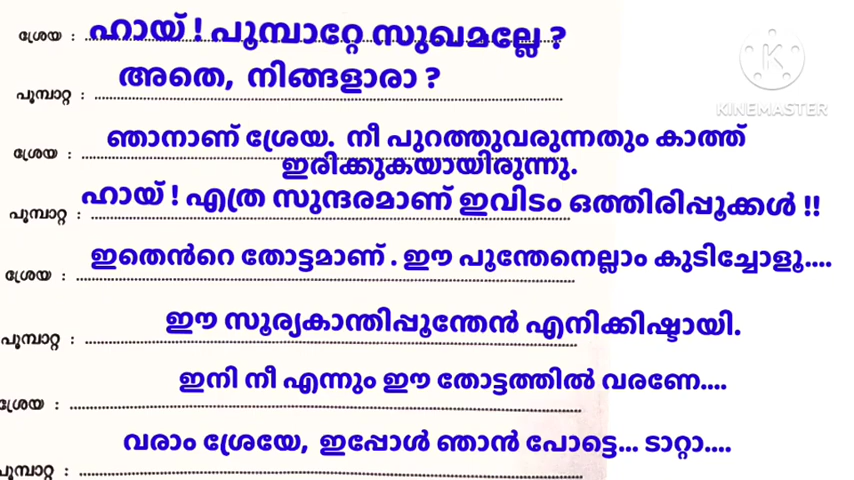 ശ്രേയ : ഹായ് ! പൂമ്പാറ്റേ സുഖമല്ലേ ?
KINEMASTER
പൂമ്പാറ്റ : അതെ, നിങ്ങളാരാ ?
ശ്രേയ : ഞാനാണ് ശ്രേയ. നീ പുറത്തുവരുന്നതും കാത്ത്
ഇരിക്കുകയായിരുന്നു.
പൂമ്പാറ്റ : ഹായ് ! എത്ര സുന്ദരമാണ് ഇവിടം ഒത്തിരിപ്പൂക്കൾ !!
ശ്രേയ : ഇതെൻറെ തോട്ടമാണ് . ഈ പൂന്തേനെല്ലാം കുടിച്ചോളൂ....
പൂമ്പാറ്റ : ഈ സൂര്യകാന്തിപ്പൂന്തേൻ എനിക്കിഷ്ടായി.
ശ്രേയ : ഇനി നീ എന്നും ഈ തോട്ടത്തിൽ വരണേ....
പൂമ്പാറ്റ : വരാം ശ്രേയേ, ഇപ്പോൾ ഞാൻ പോട്ടെ... ടാറ്റാ....